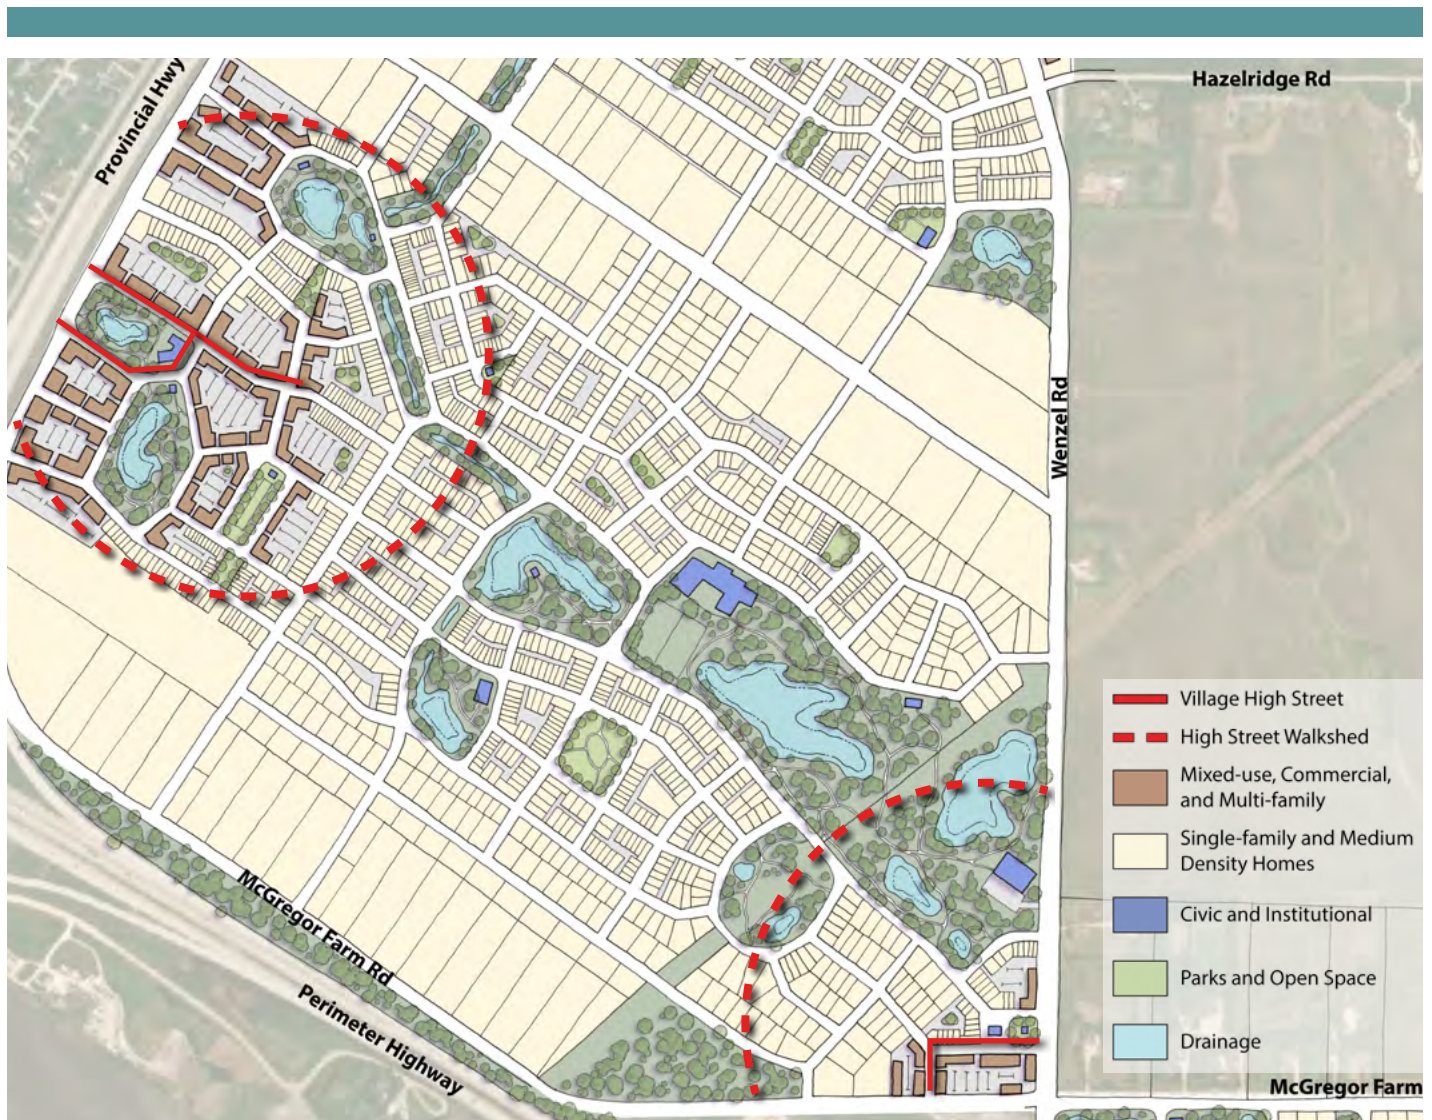 Provincial Hwy
Hazelridge Rd
Wenzel Rd
Village High Street
High Street Walkshed
Mixed-use, Commercial,
and Multi-family
Single-family and Medium
Density Homes
Civic and Institutional
Parks and Open Space
Drainage
McGregor Farm Rd
Perimeter Highway
McGregor Farm